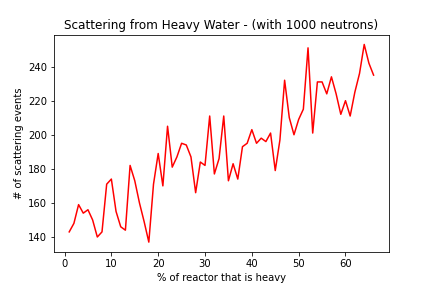 Scattering from Heavy Water - (with 1000 neutrons)
# of scattering events
240
220
200
180
160
140
0 10 20 30 40 50 60
% of reactor that is heavy